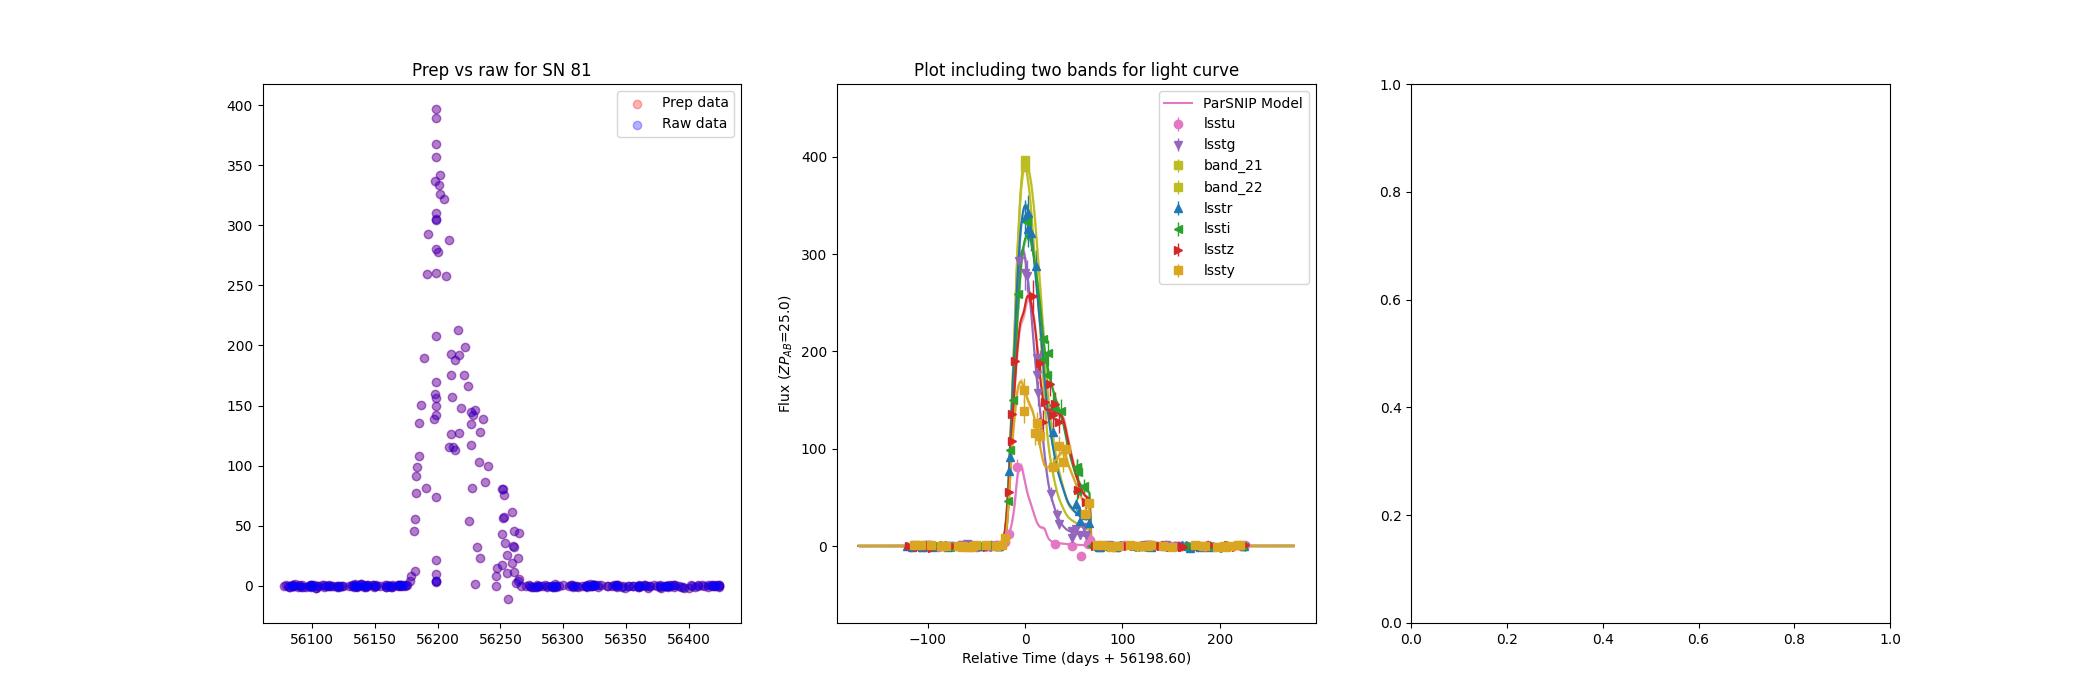 Prep vs raw for SN 81
400
350
300
250
200
150
100
50
0
56100 56150 56200 56250 56300 56350 56400
Prep data
Raw data
Plot including two bands for light curve
Flux (ZP_AB=25.0)
400
300
200
100
0
−100 0 100 200
Relative Time (days + 56198.60)
ParSNIP Model
lsstu
lsstg
band_21
band_22
lsstr
lssti
lsstz
lssty
1.0
0.8
0.6
0.4
0.2
0.0
0.0 0.2 0.4 0.6 0.8 1.0